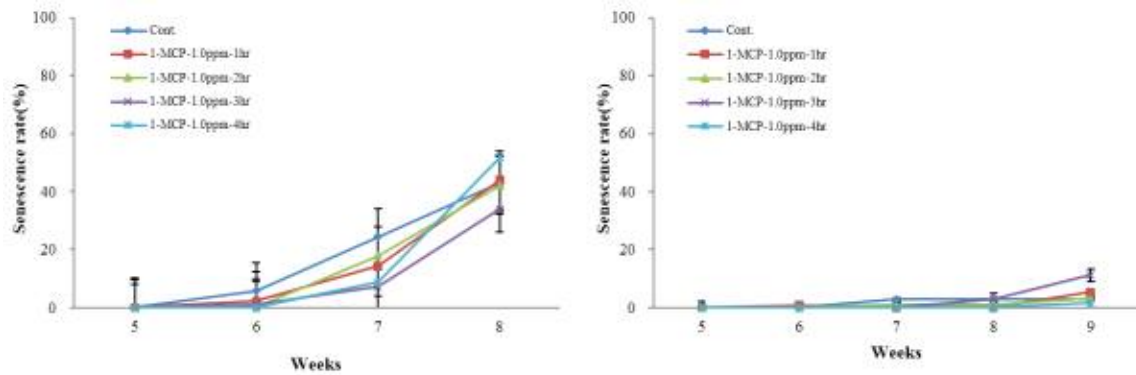 100
80
60
40
20
0
Senescence rate(%)
Cont.
1-MCP-1.0ppm-1hr
1-MCP-1.0ppm-2hr
1-MCP-1.0ppm-3hr
1-MCP-1.0ppm-4hr
5 6 7 8
Weeks
100
80
60
40
20
0
Senescence rate(%)
Cont.
1-MCP-1.0ppm-1hr
1-MCP-1.0ppm-2hr
1-MCP-1.0ppm-3hr
1-MCP-1.0ppm-4hr
5 6 7 8 9
Weeks